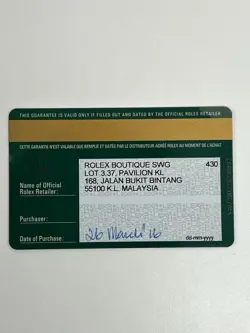 THIS GUARANTEE IS VALID ONLY IF FILLED OUT AND DATED BY THE OFFICIAL ROLEX RETAILER.
CETTE GARANTIE N'EST VALABLE QUE REMPLIE ET DATÉE PAR LE DISTRIBUTEUR AGRÉÉ ROLEX AU MOMENT DE L'ACHAT
ROLEX BOUTIQUE SWG 430
LOT 3.37, PAVILION KL
168, JALAN BUKIT BINTANG
55100 K.L. MALAYSIA
Name of Official
Rolex Retailer:
Purchaser:
Date of Purchase: 26 March 16 dd-mm-yyyy